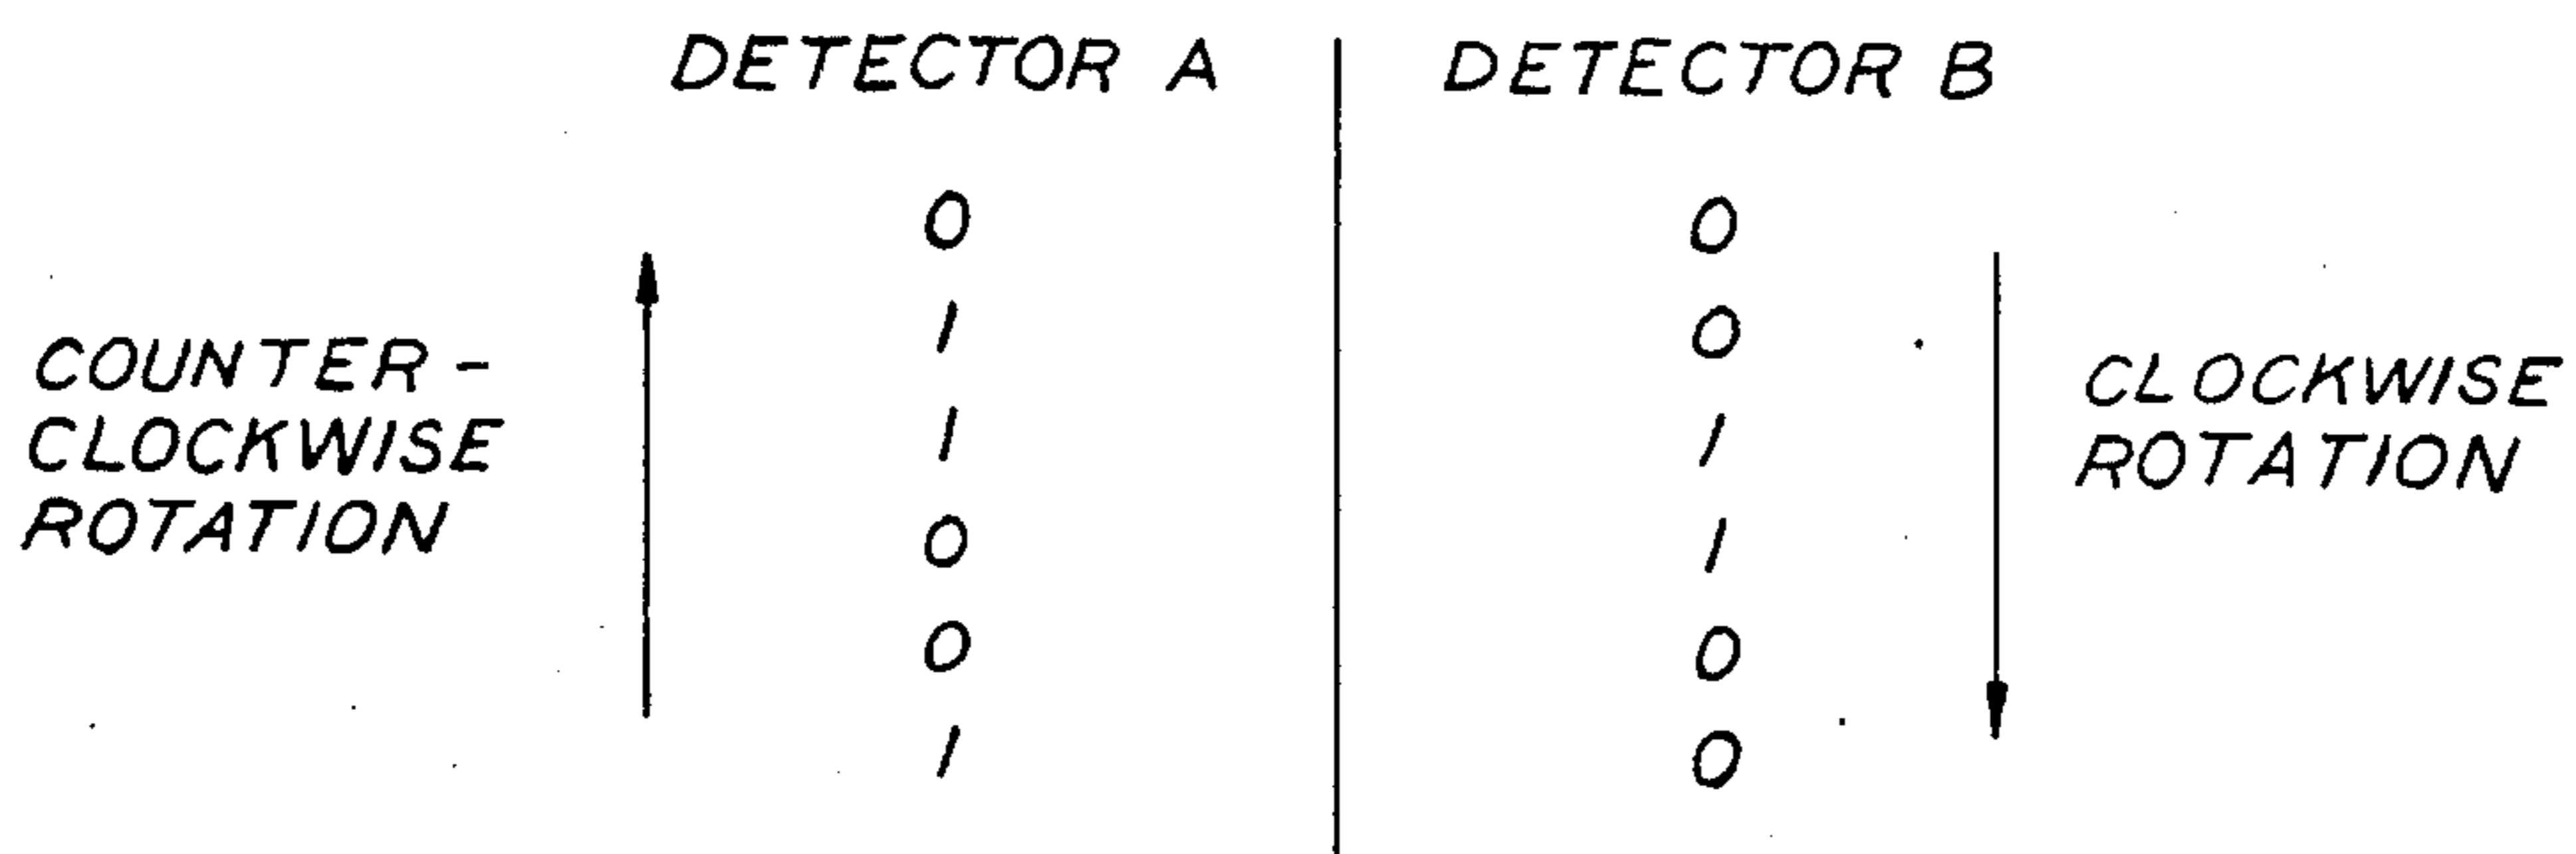 DETECTOR A DETECTOR B
0 0
1 0
COUNTER-
CLOCKWISE
ROTATION
CLOCKWISE
ROTATION
1 1
0 1
0 0
1 0